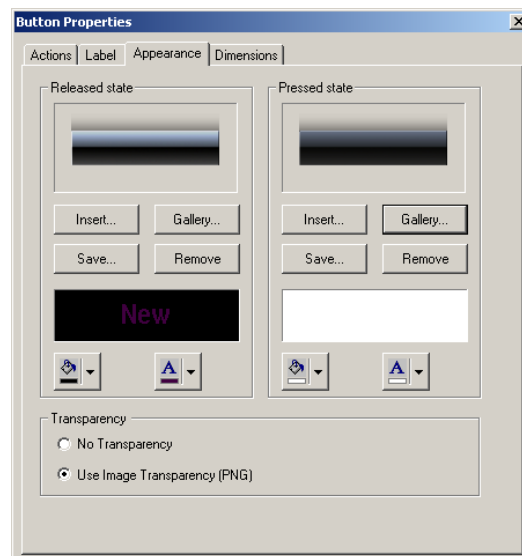 Button Properties
Actions Label Appearance Dimensions
Released state
Insert... Gallery...
Save... Remove
New
A
Pressed state
Insert... Gallery...
Save... Remove
A
Transparency
No Transparency
Use Image Transparency (PNG)